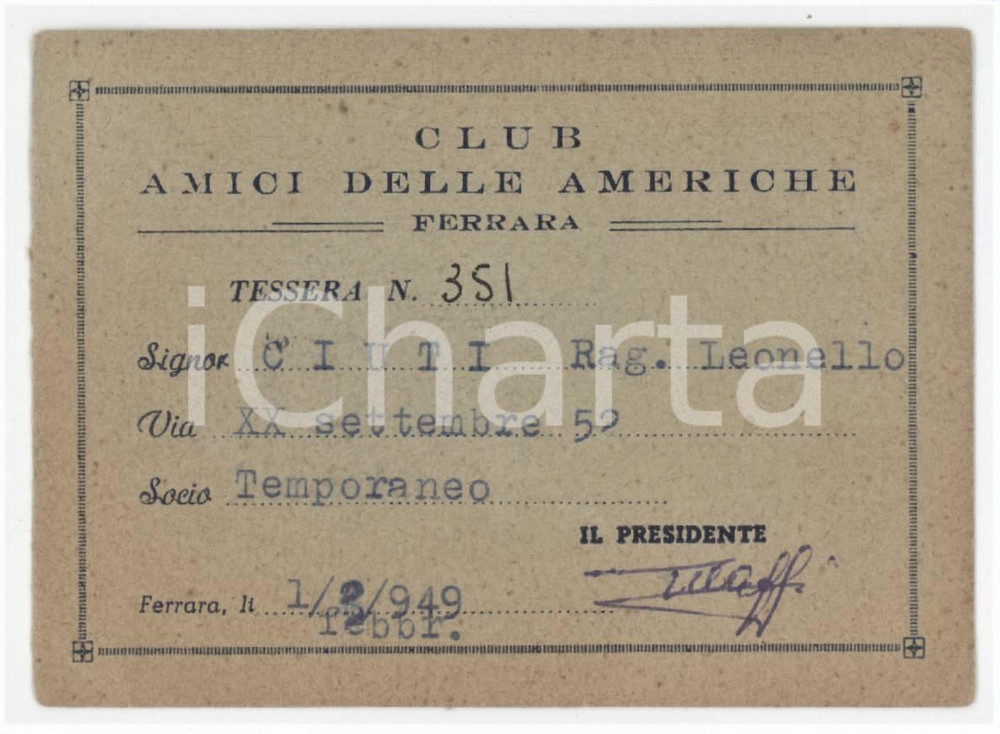 CLUB
AMICI DELLE AMERICHE
FERRARA
TESSERA N. 351
Signor CIUTI Rag. Leonello
Via XX settembre 59
Socio Temporaneo
IL PRESIDENTE
Ferrara, li 1/2/949
febbr.
iCharta